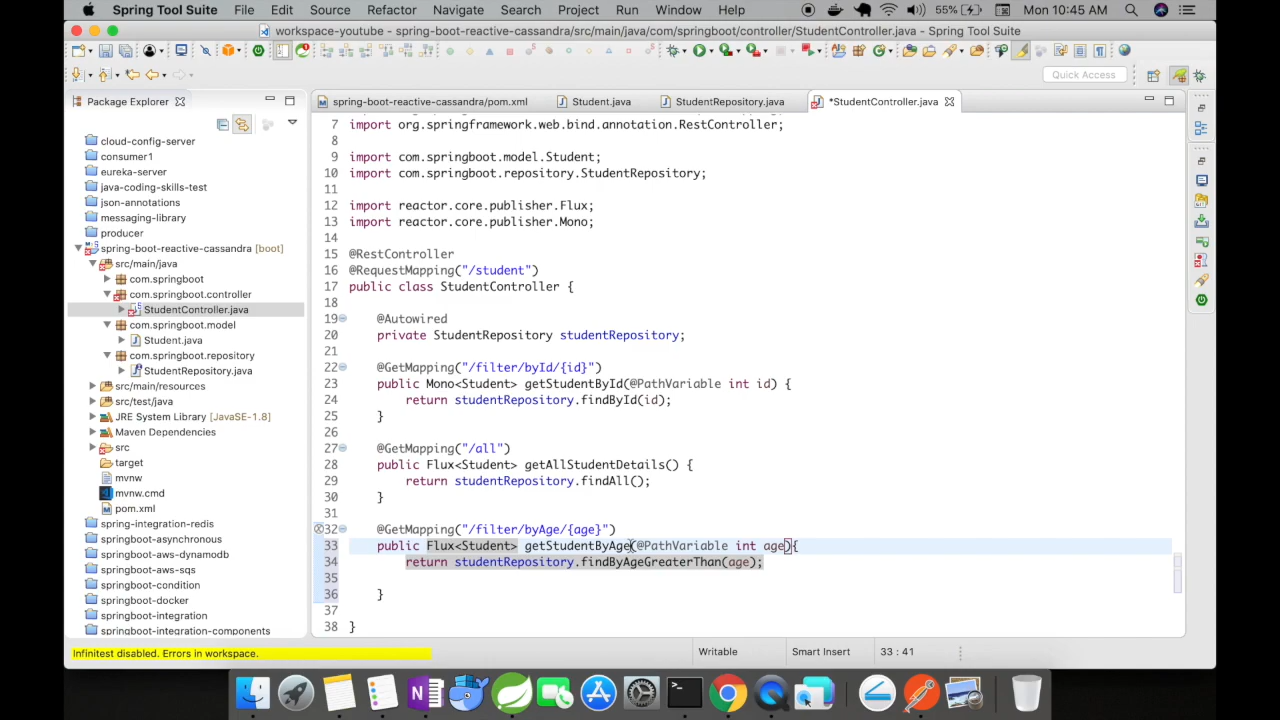 Spring Tool Suite File Edit Source Refactor Navigate Search Project Run Window Help 55% Mon 10:45 AM
workspace-youtube - spring-boot-reactive-cassandra/src/main/java/com/springboot/controller/StudentController.java - Spring Tool Suite
Quick Access
Package Explorer
cloud-config-server
consumer1
eureka-server
java-coding-skills-test
json-annotations
messaging-library
producer
spring-boot-reactive-cassandra [boot]
src/main/java
com.springboot
com.springboot.controller
StudentController.java
com.springboot.model
Student.java
com.springboot.repository
StudentRepository.java
src/main/resources
src/test/java
JRE System Library [JavaSE-1.8]
Maven Dependencies
src
target
mvnw
mvnw.cmd
pom.xml
spring-integration-redis
springboot-asynchronous
springboot-aws-dynamodb
springboot-aws-sqs
springboot-condition
springboot-docker
springboot-integration
springboot-integration-components
spring-boot-reactive-cassandra/pom.xml Student.java StudentRepository.java *StudentController.java
7 import org.springframework.web.bind.annotation.RestController;
8
9 import com.springboot.model.Student;
10 import com.springboot.repository.StudentRepository;
11
12 import reactor.core.publisher.Flux;
13 import reactor.core.publisher.Mono;
14
15 @RestController
16 @RequestMapping("/student")
17 public class StudentController {
18
19 @Autowired
20 private StudentRepository studentRepository;
21
22 @GetMapping("/filter/byId/{id}")
23 public Mono<Student> getStudentById(@PathVariable int id) {
24 return studentRepository.findById(id);
25 }
26
27 @GetMapping("/all")
28 public Flux<Student> getAllStudentDetails() {
29 return studentRepository.findAll();
30 }
31
32 @GetMapping("/filter/byAge/{age}")
33 public Flux<Student> getStudentByAge(@PathVariable int age){
34 return studentRepository.findByAgeGreaterThan(age);
35
36 }
37
38 }
Infinitest disabled. Errors in workspace. Writable Smart Insert 33 : 41